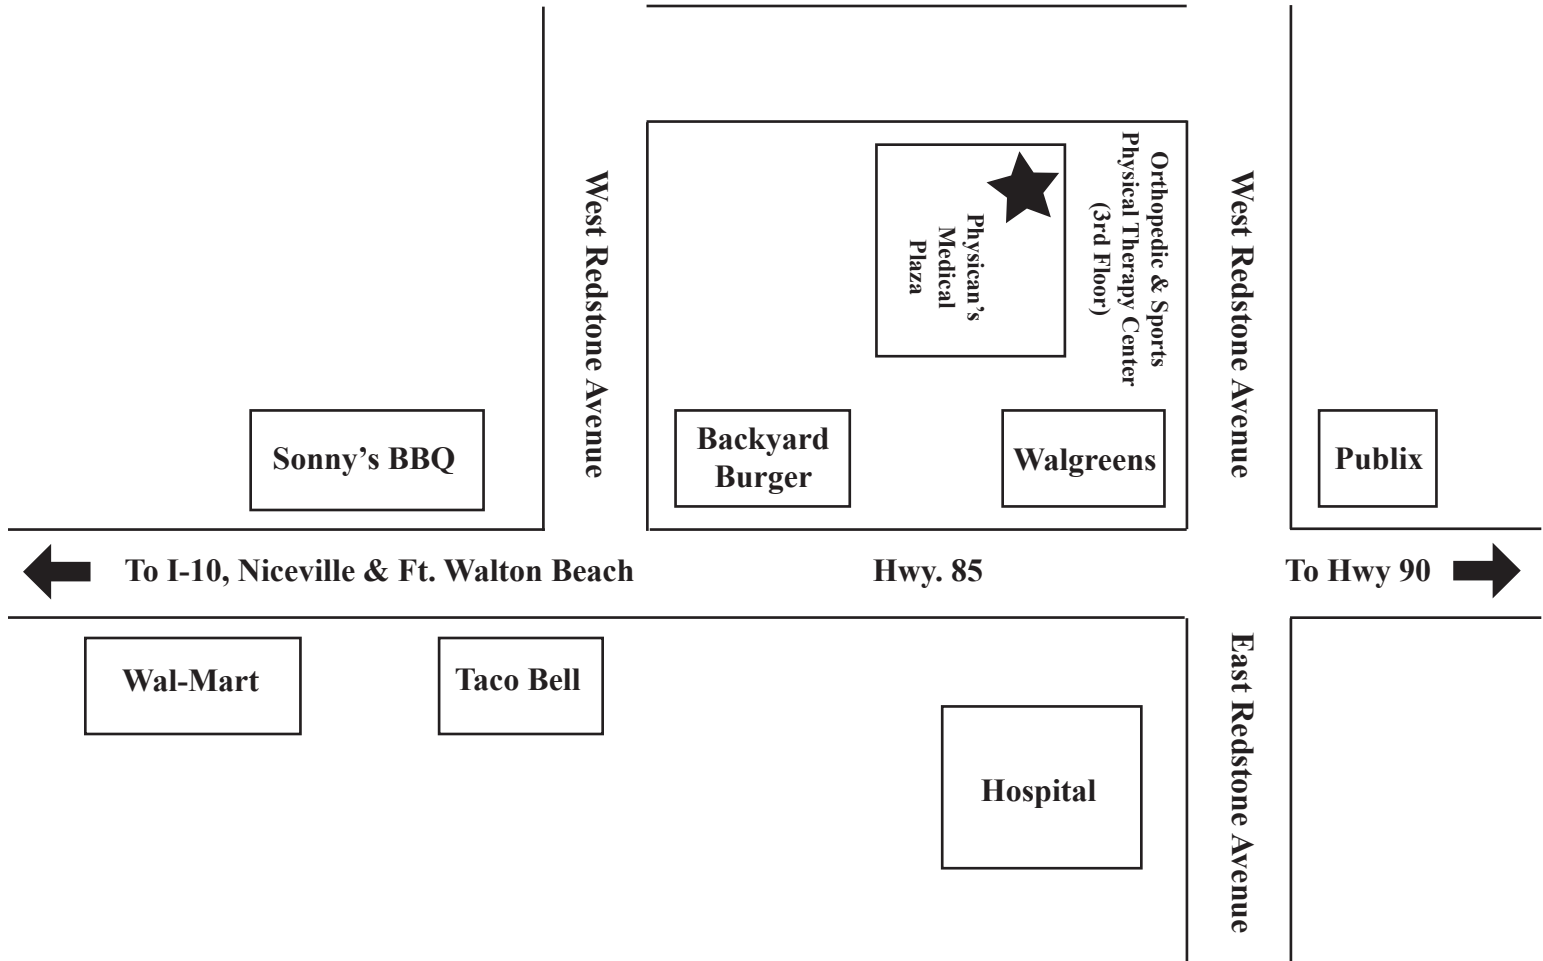 West Redstone Avenue
Orthopedic & Sports
Physical Therapy Center
(3rd Floor)
Physican’s
Medical
Plaza
West Redstone Avenue
Sonny’s BBQ
Backyard
Burger
Walgreens
Publix
To I-10, Niceville & Ft. Walton Beach
Hwy. 85
To Hwy 90
Wal-Mart
Taco Bell
Hospital
East Redstone Avenue